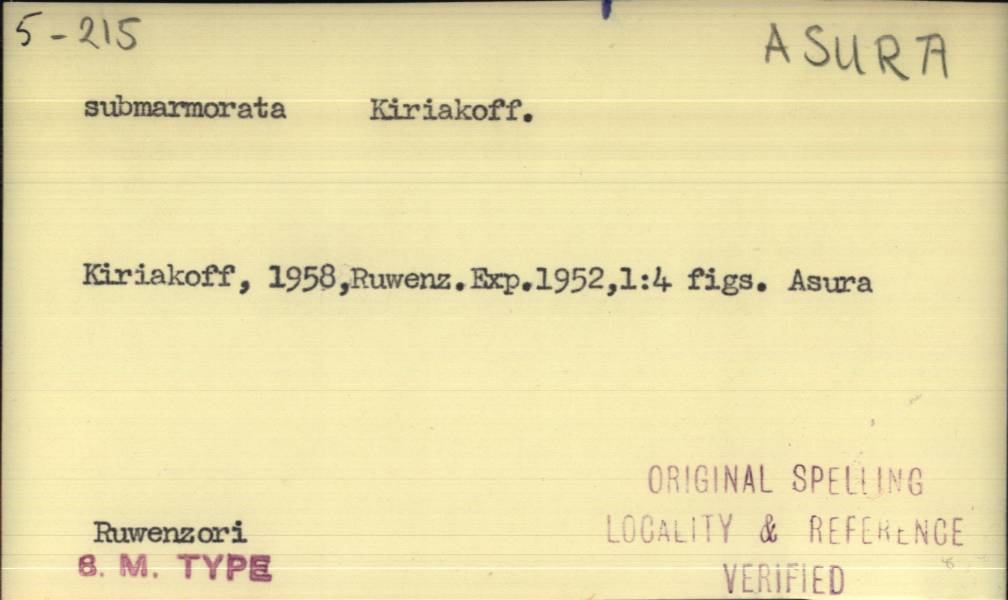 5-215
ASURA
submarmorata Kiriakoff.
Kiriakoff, 1958,Ruwenz.Exp.1952,1:4 figs. Asura
Ruwenzori
B. M. TYPE
ORIGINAL SPELLING
LOCALITY & REFERENCE
VERIFIED